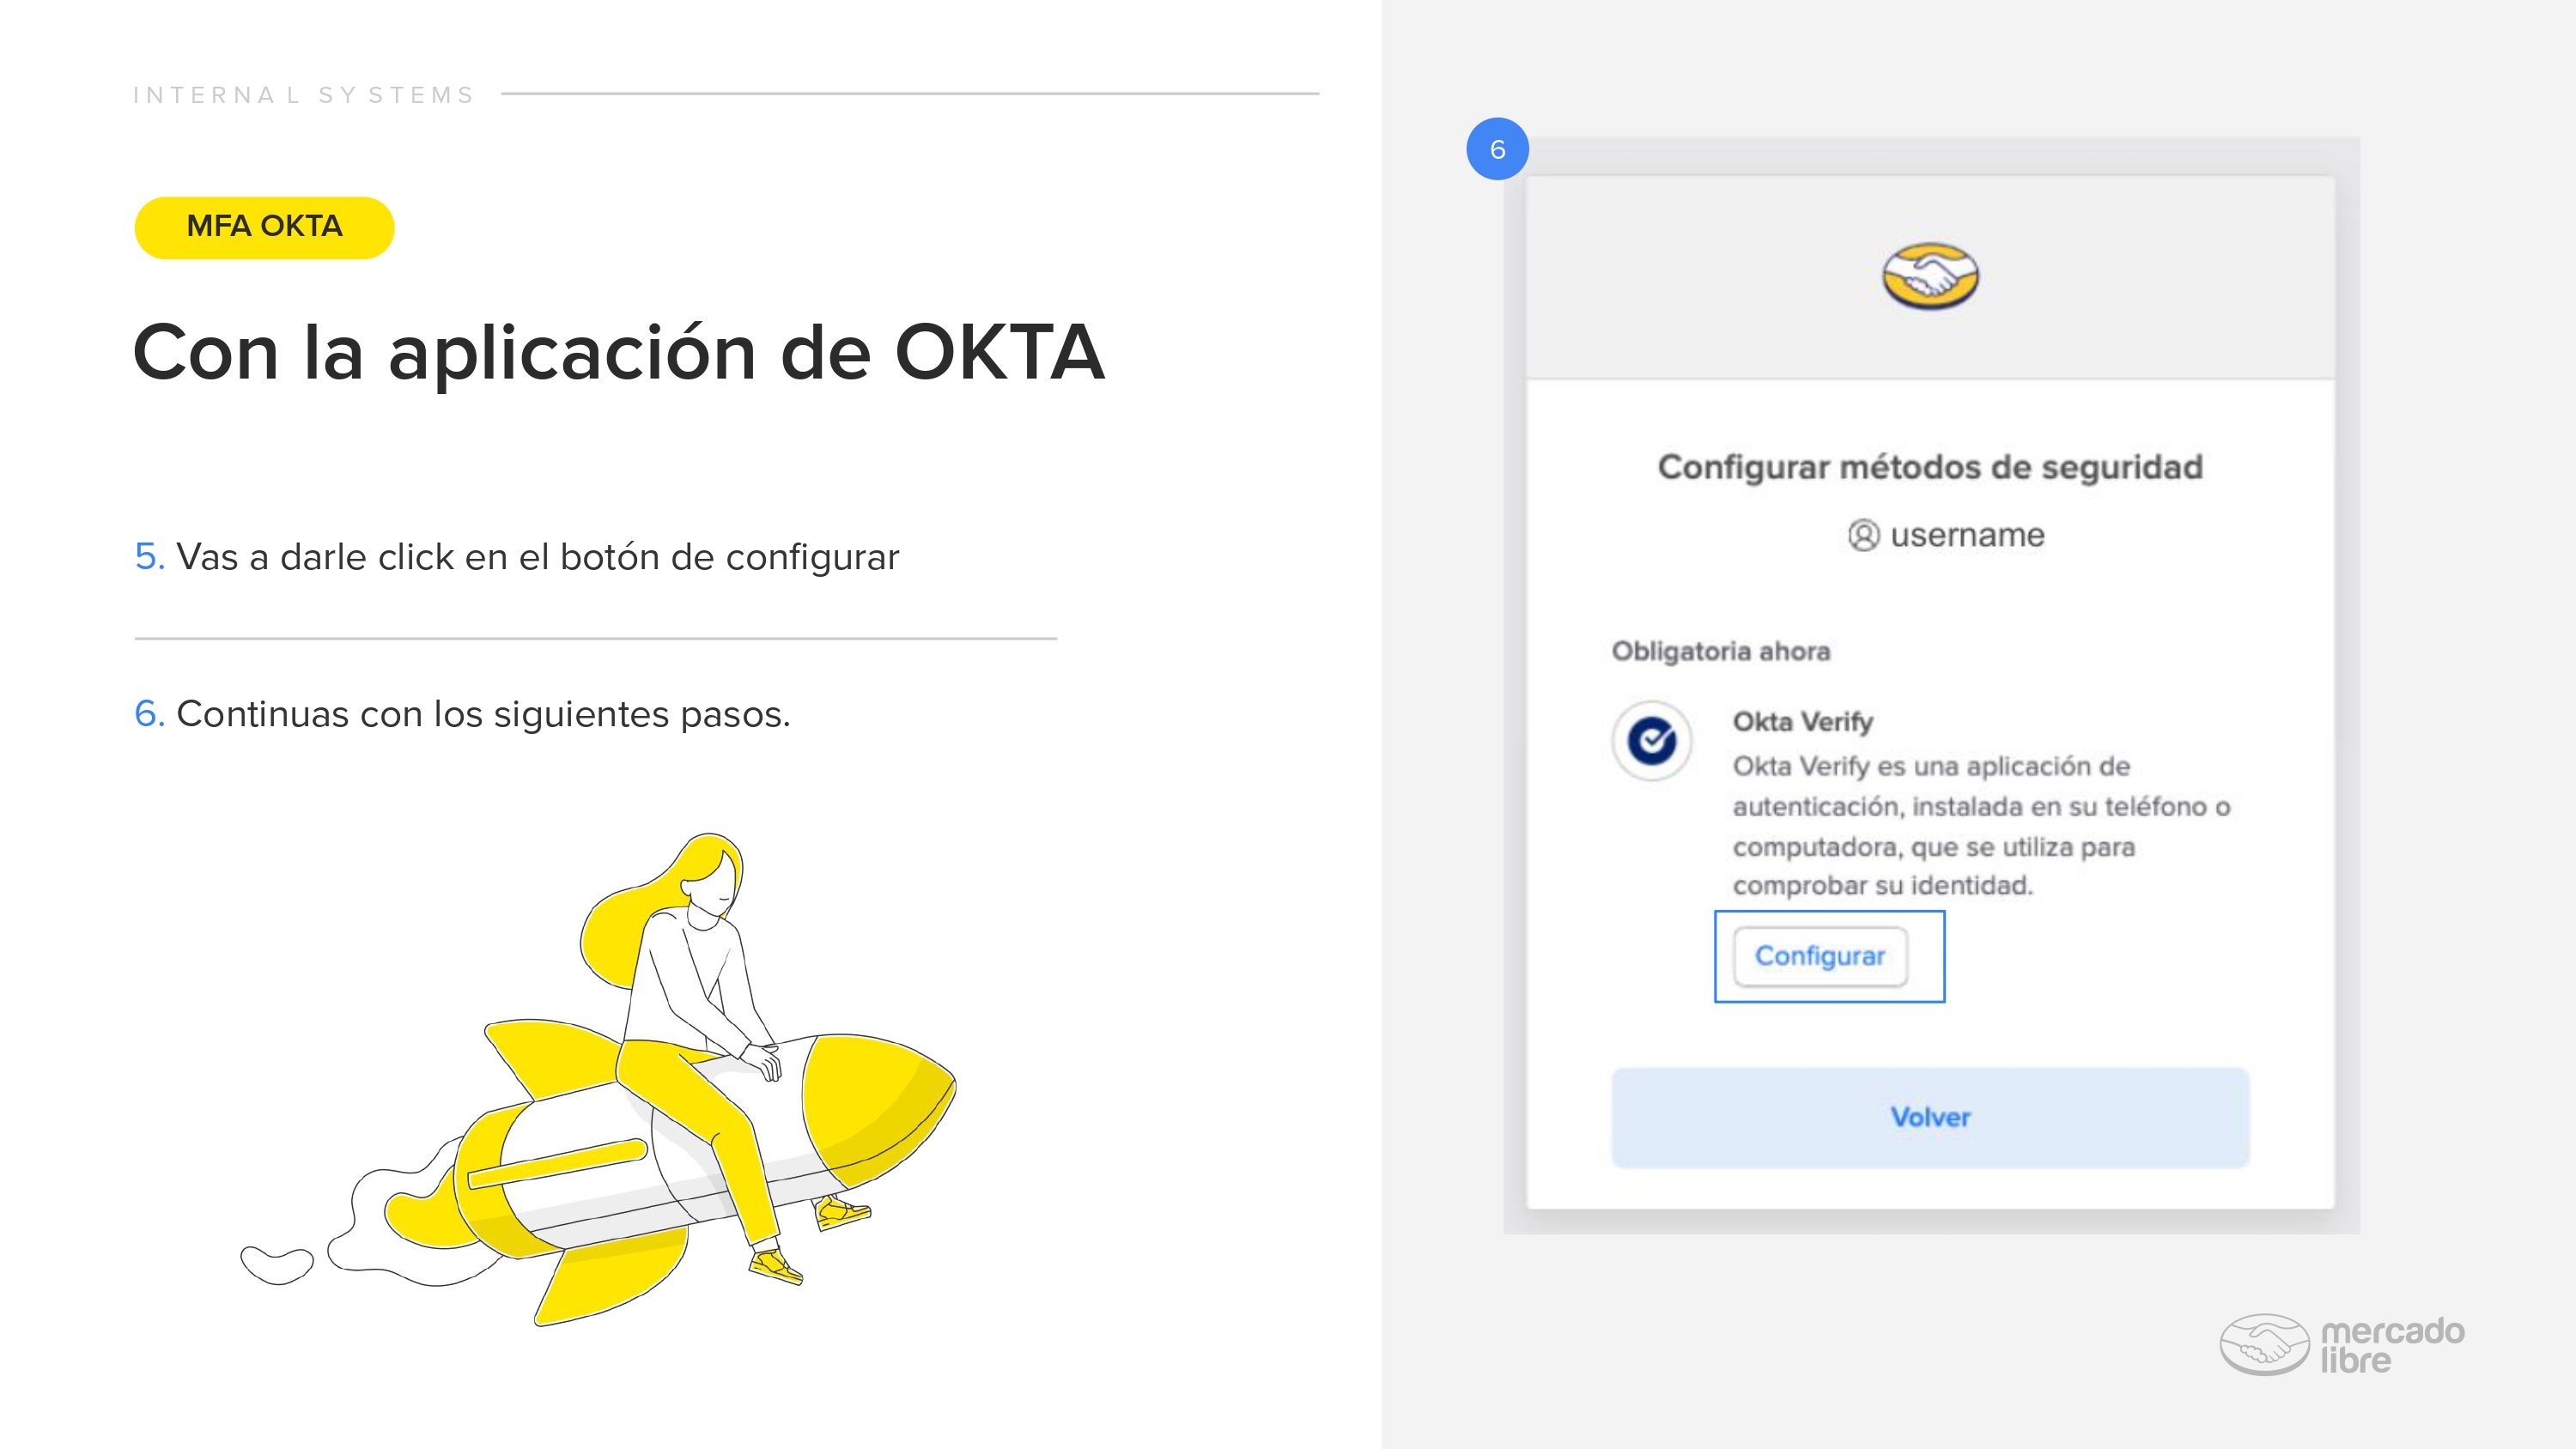 INTERNAL SYSTEMS
MFA OKTA
Con la aplicación de OKTA
5. Vas a darle click en el botón de configurar
6. Continuas con los siguientes pasos.
6
Configurar métodos de seguridad
username
Obligatoria ahora
Okta Verify
Okta Verify es una aplicación de
autenticación, instalada en su teléfono o
computadora, que se utiliza para
comprobar su identidad.
Configurar
Volver
mercado
libre